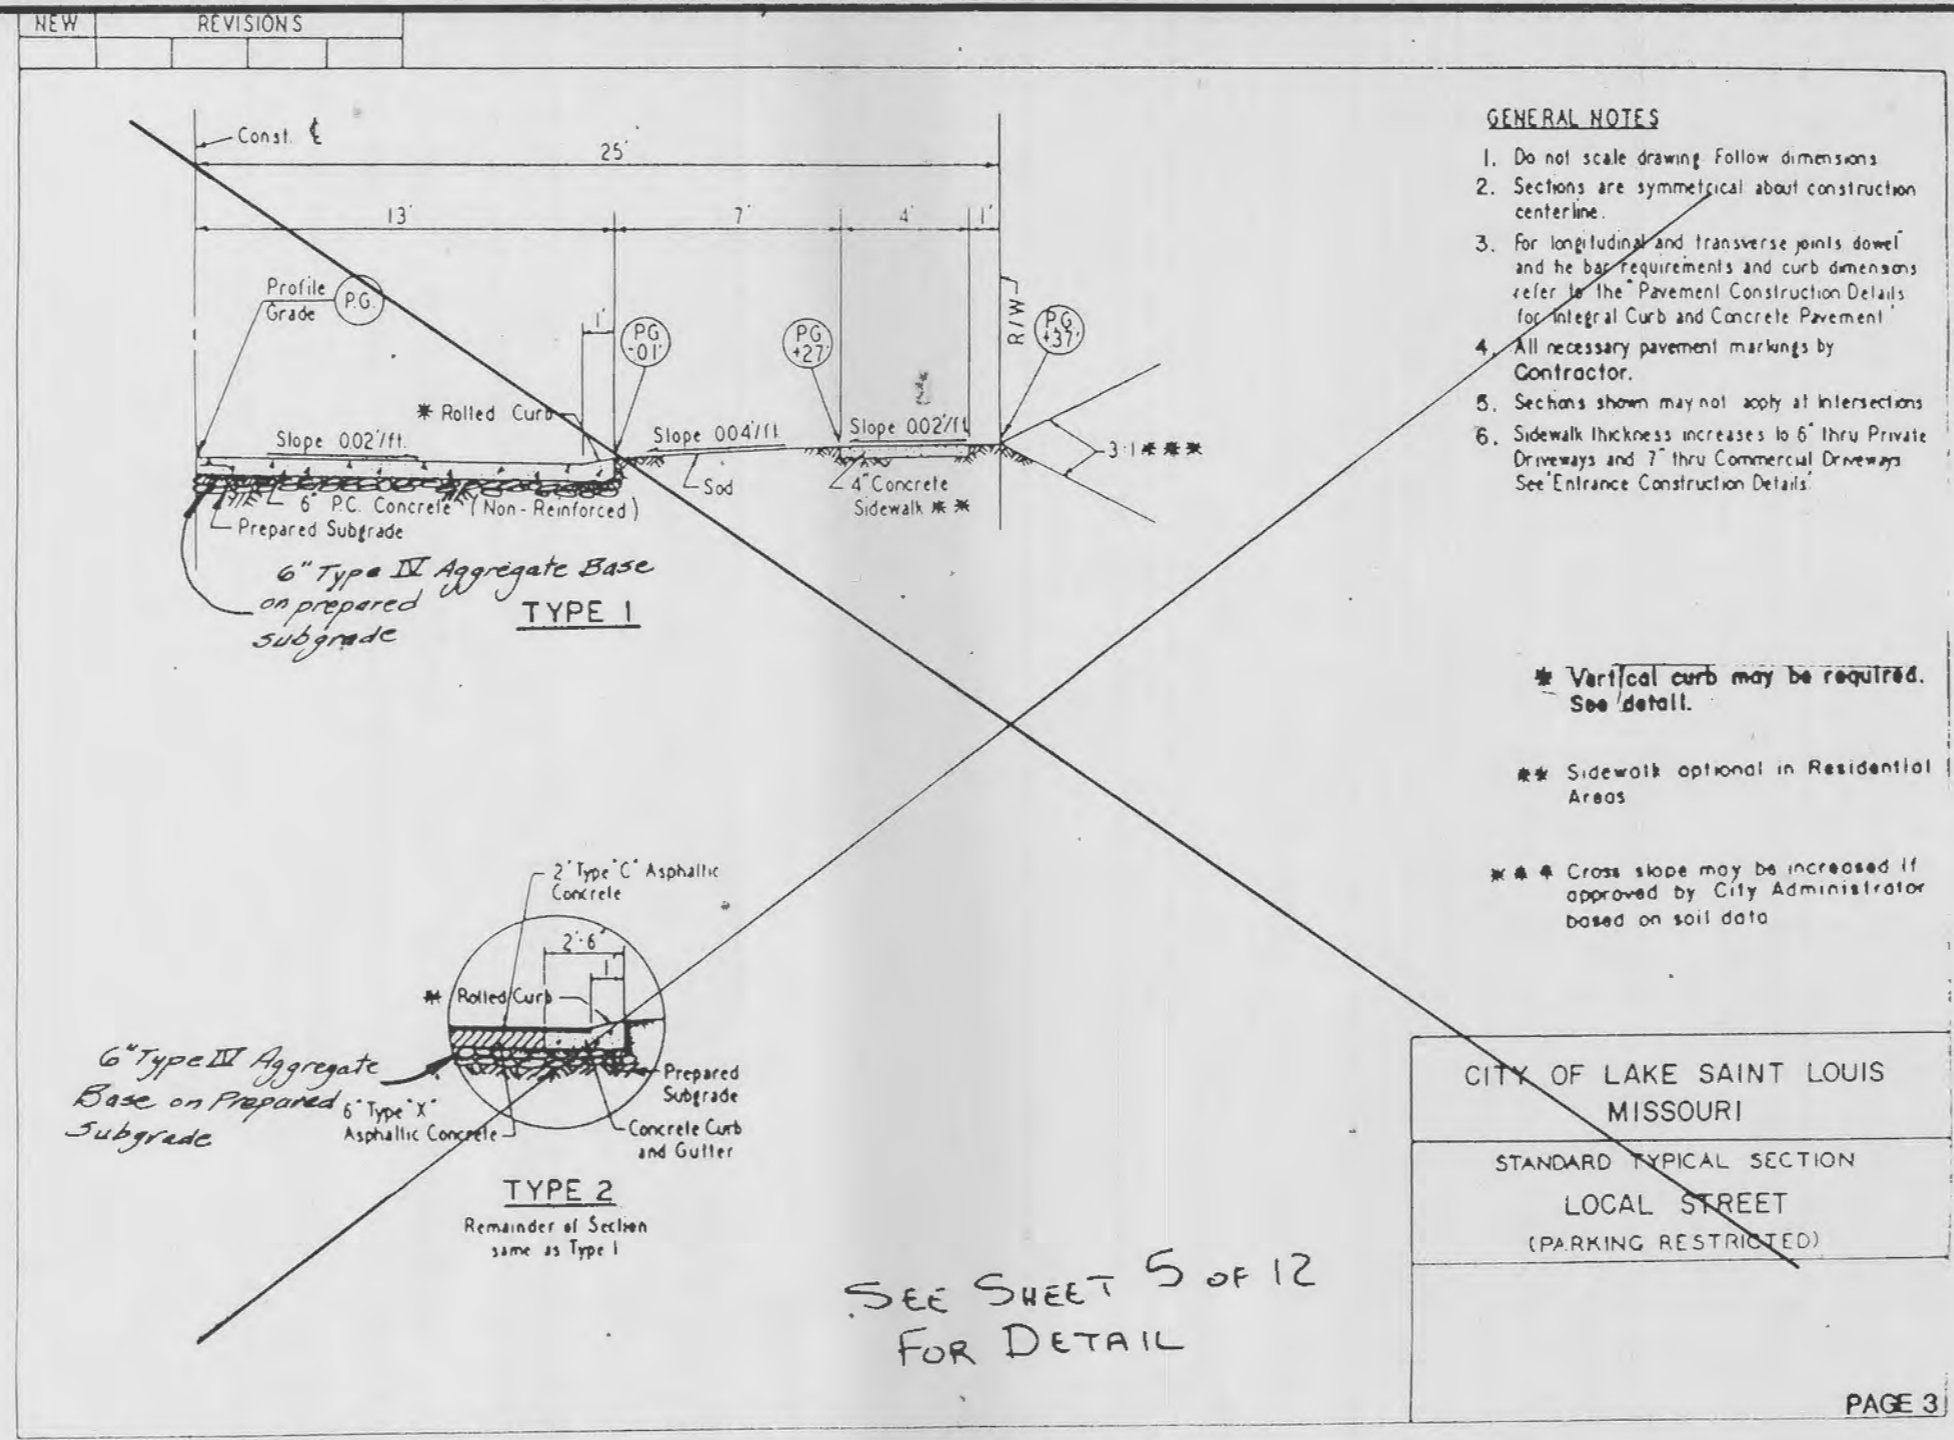 NEW REVISIONS
Const. ℄
25'
13' 7' 4' 1'
Profile
Grade
P.G.
1'
P.G.
-.01'
P.G.
+.27'
R/W
P.G.
+.37'
* Rolled Curb
Slope 0.02'/ft.
Slope 0.04'/ft
Slope 0.02'/ft
3:1 ***
Sod
4" Concrete
Sidewalk **
6" P.C. Concrete (Non-Reinforced)
Prepared Subgrade
6" Type IV Aggregate Base
on prepared
subgrade
TYPE 1
GENERAL NOTES
1. Do not scale drawing Follow dimensions
2. Sections are symmetrical about construction
centerline.
3. For longitudinal and transverse joints dowel
and tie bar requirements and curb dimensions
refer to the "Pavement Construction Details
for Integral Curb and Concrete Pavement"
4. All necessary pavement markings by
Contractor.
5. Sections shown may not apply at Intersections
6. Sidewalk thickness increases to 6" thru Private
Driveways and 7" thru Commercial Driveways
See "Entrance Construction Details"
* Vertical curb may be required.
See detail.
** Sidewalk optional in Residential
Areas
*** Cross slope may be increased if
approved by City Administrator
based on soil data
2" Type "C" Asphaltic
Concrete
2'-6"
1'
* Rolled Curb
6" Type IV Aggregate
Base on Prepared
Subgrade
6" Type "X"
Asphaltic Concrete
Prepared
Subgrade
Concrete Curb
and Gutter
TYPE 2
Remainder of Section
same as Type 1
SEE SHEET 5 OF 12
FOR DETAIL
CITY OF LAKE SAINT LOUIS
MISSOURI
STANDARD TYPICAL SECTION
LOCAL STREET
(PARKING RESTRICTED)
PAGE 3